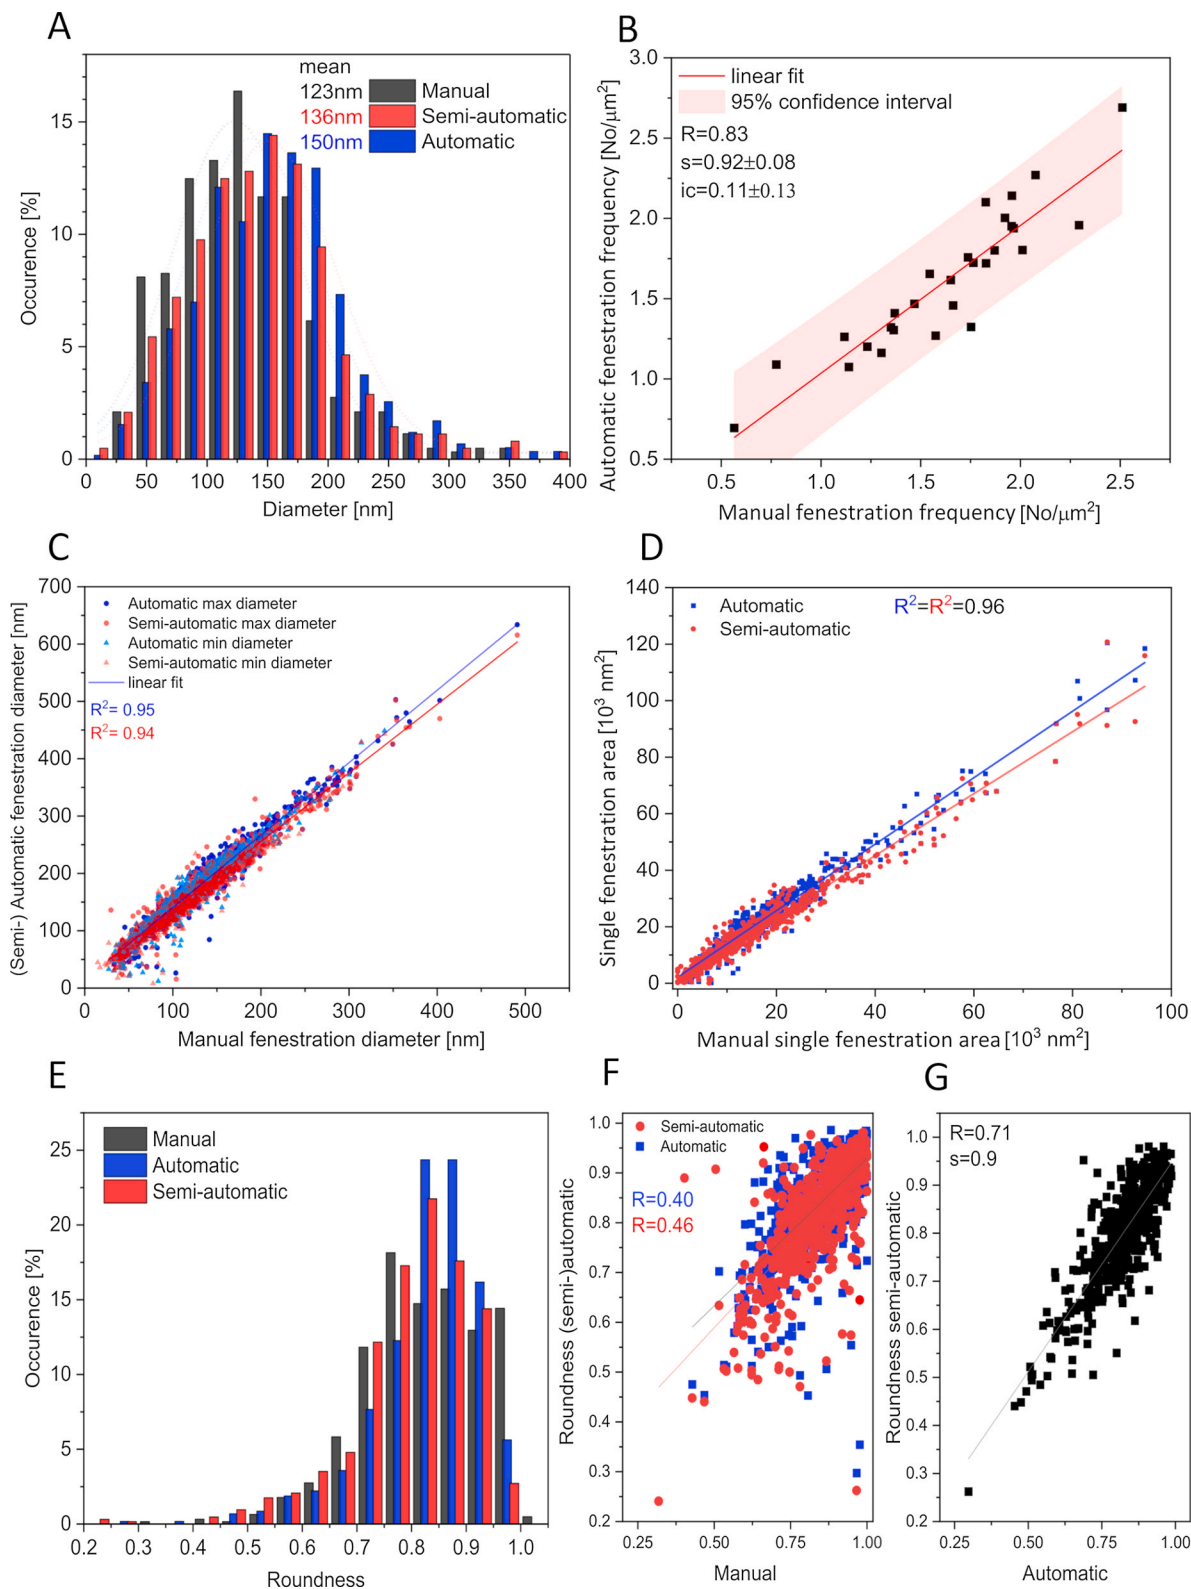 A
mean
123nm Manual
136nm Semi-automatic
150nm Automatic
15
10
5
0
Occurence [%]
0 50 100 150 200 250 300 350 400
Diameter [nm]
B
3.0
2.5
2.0
1.5
1.0
0.5
Automatic fenestration frequency [No/μm²]
linear fit
95% confidence interval
R=0.83
s=0.92±0.08
ic=0.11±0.13
0.5 1.0 1.5 2.0 2.5
Manual fenestration frequency [No/μm²]
C
700
600
500
400
300
200
100
0
(Semi-) Automatic fenestration diameter [nm]
Automatic max diameter
Semi-automatic max diameter
Automatic min diameter
Semi-automatic min diameter
linear fit
R²= 0.95
R²= 0.94
0 100 200 300 400 500
Manual fenestration diameter [nm]
D
140
120
100
80
60
40
20
0
Single fenestration area [10³ nm²]
Automatic
Semi-automatic
R²=R²=0.96
0 20 40 60 80 100
Manual single fenestration area [10³ nm²]
E
25
20
15
10
5
0
Occurence [%]
Manual
Automatic
Semi-automatic
0.2 0.3 0.4 0.5 0.6 0.7 0.8 0.9 1.0
Roundness
F
1.0
0.9
0.8
0.7
0.6
0.5
0.4
0.3
0.2
Roundness (semi-)automatic
Semi-automatic
Automatic
R=0.40
R=0.46
0.25 0.50 0.75 1.00
Manual
G
1.0
0.9
0.8
0.7
0.6
0.5
0.4
0.3
0.2
Roundness semi-automatic
R=0.71
s=0.9
0.25 0.50 0.75 1.00
Automatic